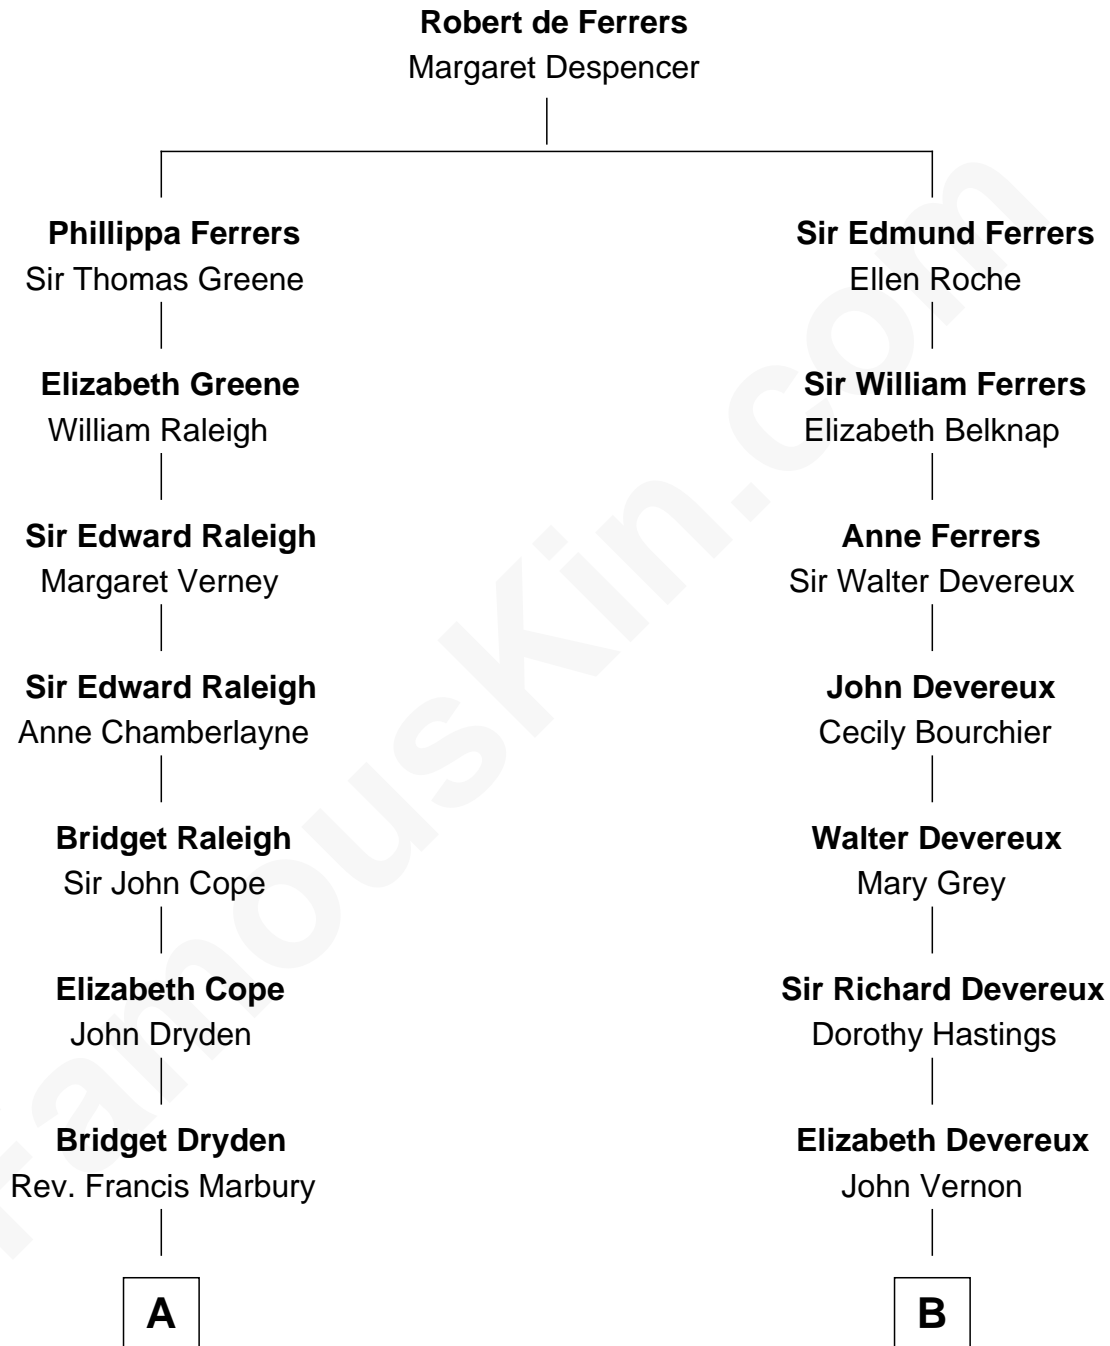 Robert de Ferrers
Margaret Despencer
Phillippa Ferrers
Sir Thomas Greene
Sir Edmund Ferrers
Ellen Roche
Elizabeth Greene
William Raleigh
Sir William Ferrers
Elizabeth Belknap
Sir Edward Raleigh
Margaret Verney
Anne Ferrers
Sir Walter Devereux
Sir Edward Raleigh
Anne Chamberlayne
John Devereux
Cecily Bourchier
Bridget Raleigh
Sir John Cope
Walter Devereux
Mary Grey
Elizabeth Cope
John Dryden
Sir Richard Devereux
Dorothy Hastings
Bridget Dryden
Rev. Francis Marbury
Elizabeth Devereux
John Vernon
A
B
FamousKin.com